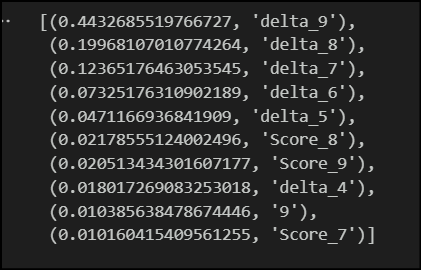 [(0.4432685519766727, 'delta_9'),
(0.19968107010774264, 'delta_8'),
(0.12365176463053545, 'delta_7'),
(0.07325176310902189, 'delta_6'),
(0.0471166936841909, 'delta_5'),
(0.02178555124002496, 'Score_8'),
(0.020513434301607177, 'Score_9'),
(0.018017269083253018, 'delta_4'),
(0.010385638478674446, '9'),
(0.010160415409561255, 'Score_7')]